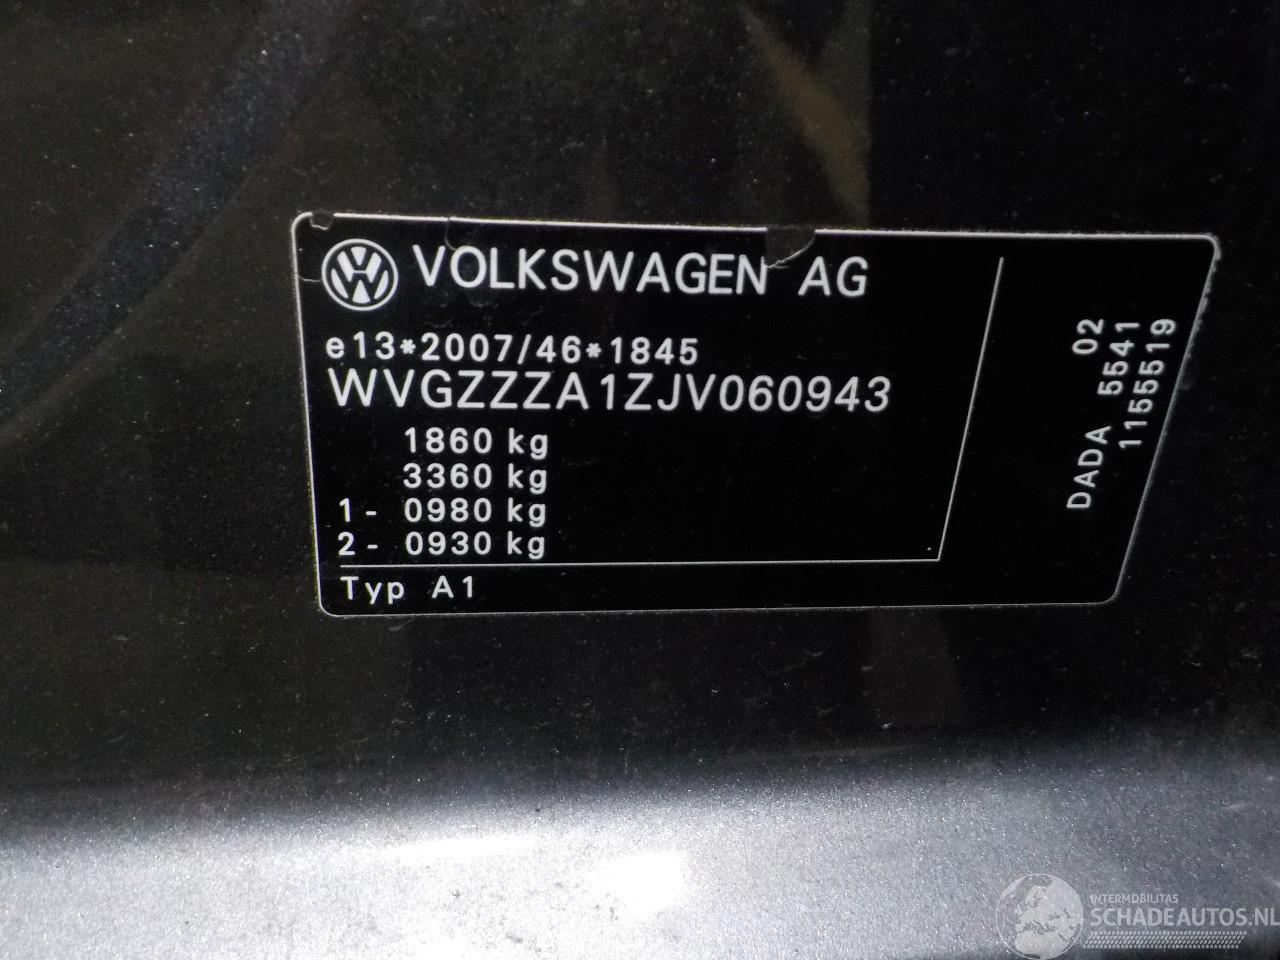 VOLKSWAGEN AG
e13*2007/46*1845
WVGZZZA1ZJV060943
1860 kg
3360 kg
1- 0980 kg
2- 0930 kg
Typ A1
02
DADA 5541
115519
INTERMOBILITAS
SCHADEAUTOS.NL